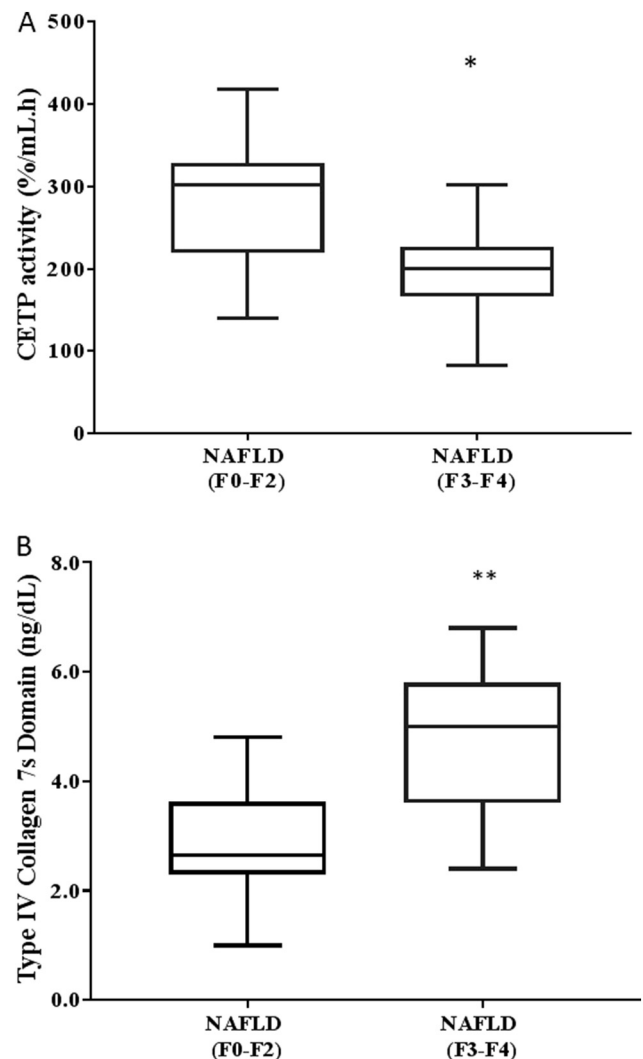 A
CETP activity (%/mL.h)
500
400
300
200
100
0
*
NAFLD
(F0-F2)
NAFLD
(F3-F4)
B
Type IV Collagen 7s Domain (ng/dL)
8.0
6.0
4.0
2.0
0.0
**
NAFLD
(F0-F2)
NAFLD
(F3-F4)